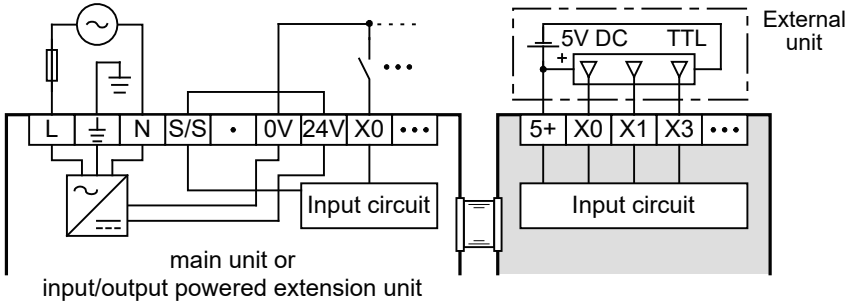 5V DC TTL
+
External
unit
L N S/S • 0V 24V X0 •••
5+ X0 X1 X3 •••
Input circuit
Input circuit
main unit or
input/output powered extension unit